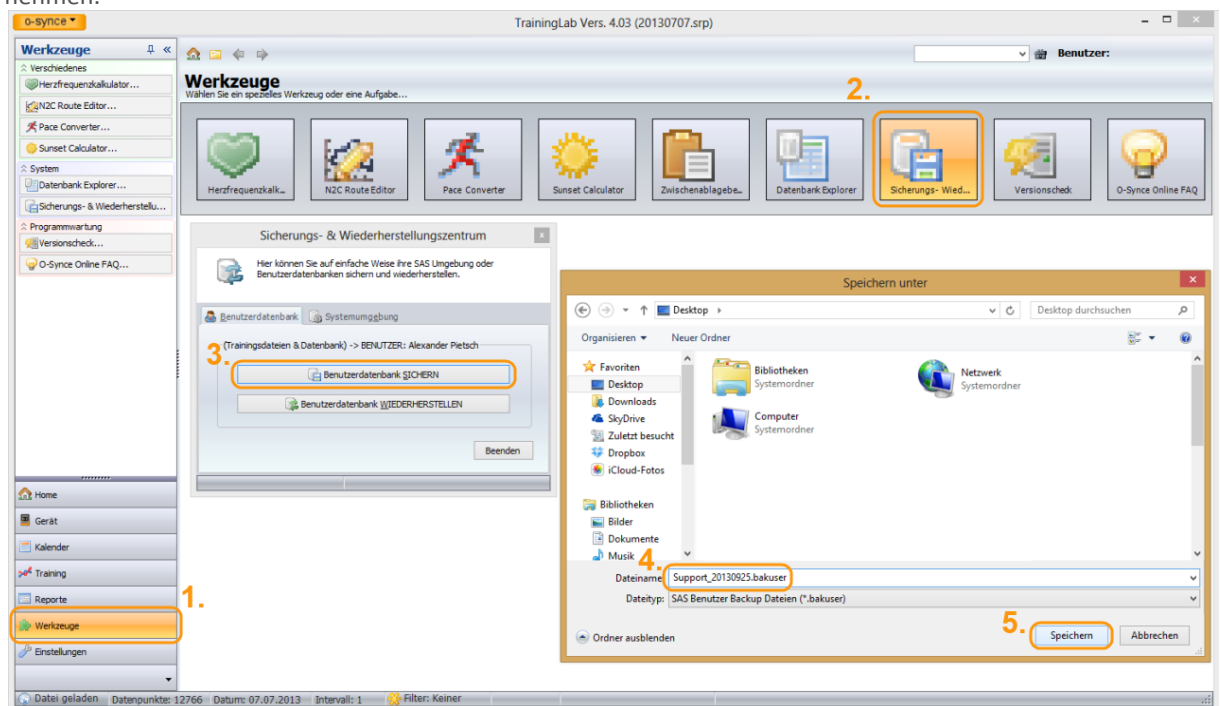 nehmen.
o-synce
TrainingLab Vers. 4.03 (20130707.srp)
Werkzeuge
Verschiedenes
Herzfrequenzkalkulator...
N2C Route Editor...
Pace Converter...
Sunset Calculator...
System
Datenbank Explorer...
Sicherungs- & Wiederherstellu...
Programmwartung
Versionscheck...
O-Synce Online FAQ...
Benutzer:
Werkzeuge
Wählen Sie ein spezielles Werkzeug oder eine Aufgabe...
2.
Herzfrequenzkalk...
N2C Route Editor
Pace Converter
Sunset Calculator
Zwischenablagebe...
Datenbank Explorer
Sicherungs- Wied...
Versionscheck
O-Synce Online FAQ
Sicherungs- & Wiederherstellungszentrum
Hier können Sie auf einfache Weise ihre SAS Umgebung oder
Benutzerdatenbanken sichern und wiederherstellen.
Benutzerdatenbank
Systemumgebung
(Trainingsdateien & Datenbank) -> BENUTZER: Alexander Pietsch
3.
Benutzerdatenbank SICHERN
Benutzerdatenbank WIEDERHERSTELLEN
Beenden
Speichern unter
Desktop
Desktop durchsuchen
Organisieren
Neuer Ordner
Favoriten
Desktop
Downloads
SkyDrive
Zuletzt besucht
Dropbox
iCloud-Fotos
Bibliotheken
Bilder
Dokumente
Musik
Bibliotheken
Systemordner
Netzwerk
Systemordner
Computer
Systemordner
4.
Dateiname:
Support_20130925.bakuser
Dateityp:
SAS Benutzer Backup Dateien (*.bakuser)
Ordner ausblenden
5.
Speichern
Abbrechen
Home
Gerät
Kalender
Training
Reporte
1.
Werkzeuge
Einstellungen
Datei geladen
Datenpunkte: 12766
Datum: 07.07.2013
Intervall: 1
Filter: Keiner